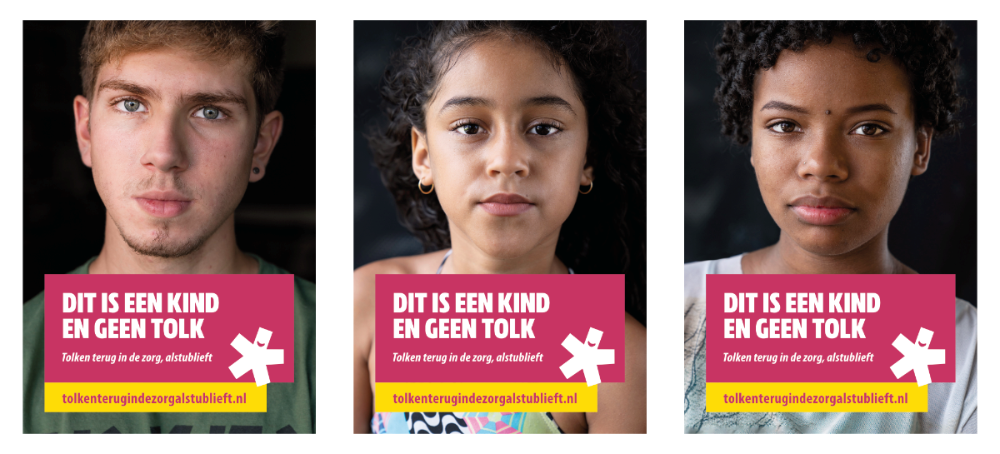 DIT IS EEN KIND
EN GEEN TOLK
Tolken terug in de zorg, alstublieft
tolkenterugindezorgalstublieft.nl
DIT IS EEN KIND
EN GEEN TOLK
Tolken terug in de zorg, alstublieft
tolkenterugindezorgalstublieft.nl
DIT IS EEN KIND
EN GEEN TOLK
Tolken terug in de zorg, alstublieft
tolkenterugindezorgalstublieft.nl